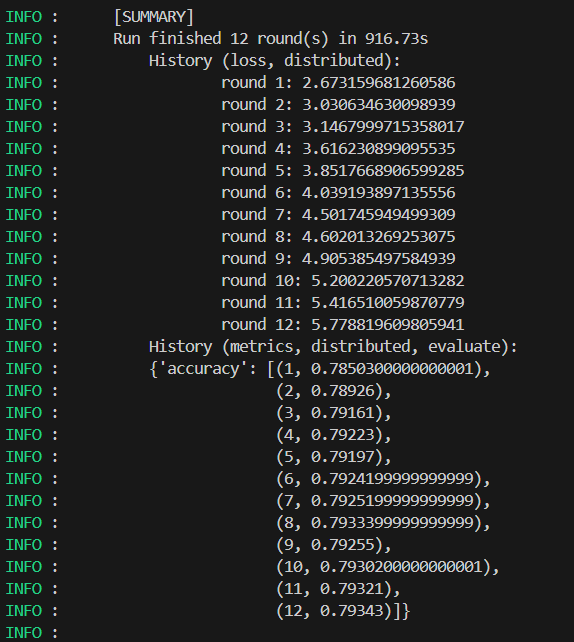 INFO :      [SUMMARY]
INFO :      Run finished 12 round(s) in 916.73s
INFO :          History (loss, distributed):
INFO :                  round 1: 2.673159681260586
INFO :                  round 2: 3.030634630098939
INFO :                  round 3: 3.1467999715358017
INFO :                  round 4: 3.616230899095535
INFO :                  round 5: 3.8517668906599285
INFO :                  round 6: 4.039193897135556
INFO :                  round 7: 4.501745949499309
INFO :                  round 8: 4.602013269253075
INFO :                  round 9: 4.905385497584939
INFO :                  round 10: 5.200220570713282
INFO :                  round 11: 5.416510059870779
INFO :                  round 12: 5.778819609805941
INFO :          History (metrics, distributed, evaluate):
INFO :          {'accuracy': [(1, 0.7850300000000001),
INFO :                        (2, 0.78926),
INFO :                        (3, 0.79161),
INFO :                        (4, 0.79223),
INFO :                        (5, 0.79197),
INFO :                        (6, 0.7924199999999999),
INFO :                        (7, 0.7925199999999999),
INFO :                        (8, 0.7933399999999999),
INFO :                        (9, 0.79255),
INFO :                        (10, 0.7930200000000001),
INFO :                        (11, 0.79321),
INFO :                        (12, 0.79343)]}
INFO :